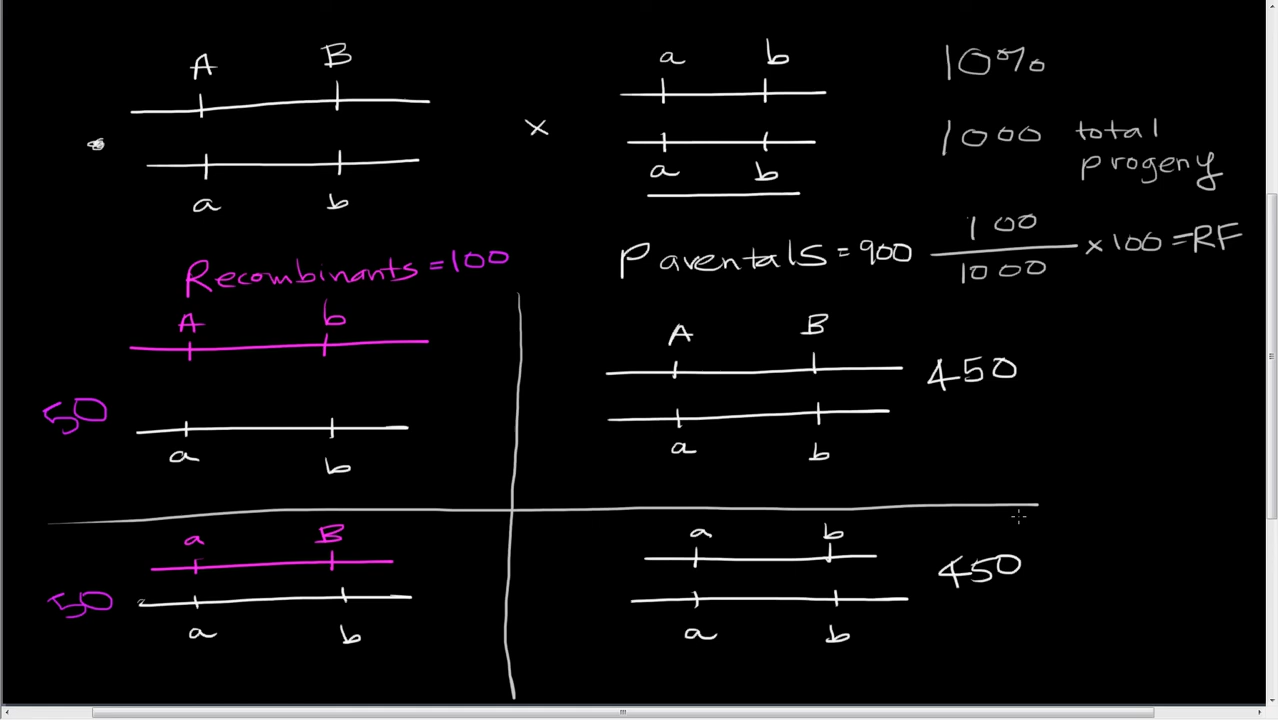 A B
a b
×
a b
a b
10%
1000 total
progeny
100
1000
×100 =RF
Recombinants =100
Parentals = 900
A b
50
a b
A B
450
a b
a B
50
a b
a b
450
a b